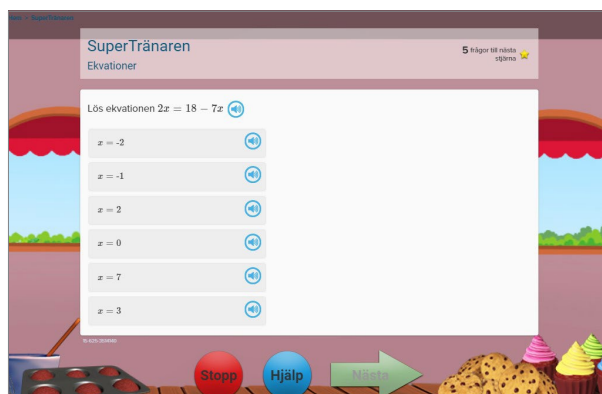 SuperTränaren
SuperTränaren
Ekvationer
5 frågor till nästa
stjärna
Lös ekvationen 2x = 18 − 7x
x = -2
x = -1
x = 2
x = 0
x = 7
x = 3
Stopp
Hjälp
Nästa